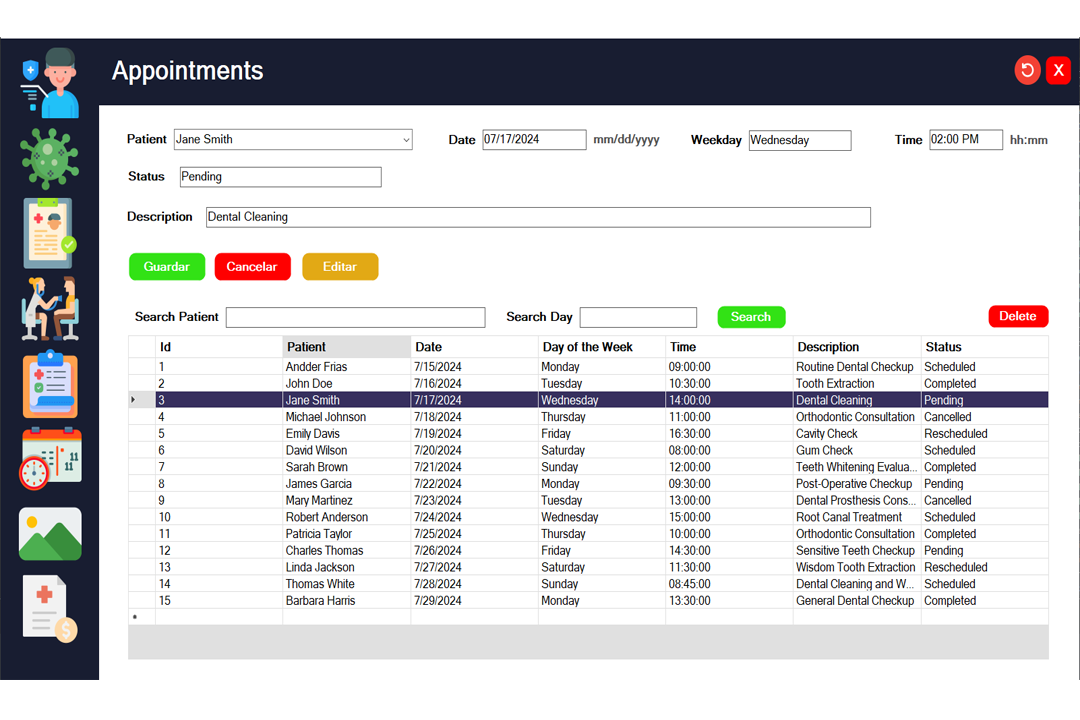 Appointments
X
Patient Jane Smith Date 07/17/2024 mm/dd/yyyy Weekday Wednesday Time 02:00 PM hh:mm
Status Pending
Description Dental Cleaning
Guardar Cancelar Editar
Search Patient Search Day Search Delete
Id Patient Date Day of the Week Time Description Status
1 Andder Frias 7/15/2024 Monday 09:00:00 Routine Dental Checkup Scheduled
2 John Doe 7/16/2024 Tuesday 10:30:00 Tooth Extraction Completed
3 Jane Smith 7/17/2024 Wednesday 14:00:00 Dental Cleaning Pending
4 Michael Johnson 7/18/2024 Thursday 11:00:00 Orthodontic Consultation Cancelled
5 Emily Davis 7/19/2024 Friday 16:30:00 Cavity Check Rescheduled
6 David Wilson 7/20/2024 Saturday 08:00:00 Gum Check Scheduled
7 Sarah Brown 7/21/2024 Sunday 12:00:00 Teeth Whitening Evalua... Completed
8 James Garcia 7/22/2024 Monday 09:30:00 Post-Operative Checkup Pending
9 Mary Martinez 7/23/2024 Tuesday 13:00:00 Dental Prosthesis Cons... Cancelled
10 Robert Anderson 7/24/2024 Wednesday 15:00:00 Root Canal Treatment Scheduled
11 Patricia Taylor 7/25/2024 Thursday 10:00:00 Orthodontic Consultation Completed
12 Charles Thomas 7/26/2024 Friday 14:30:00 Sensitive Teeth Checkup Pending
13 Linda Jackson 7/27/2024 Saturday 11:30:00 Wisdom Tooth Extraction Rescheduled
14 Thomas White 7/28/2024 Sunday 08:45:00 Dental Cleaning and W... Scheduled
15 Barbara Harris 7/29/2024 Monday 13:30:00 General Dental Checkup Completed
11
11
$